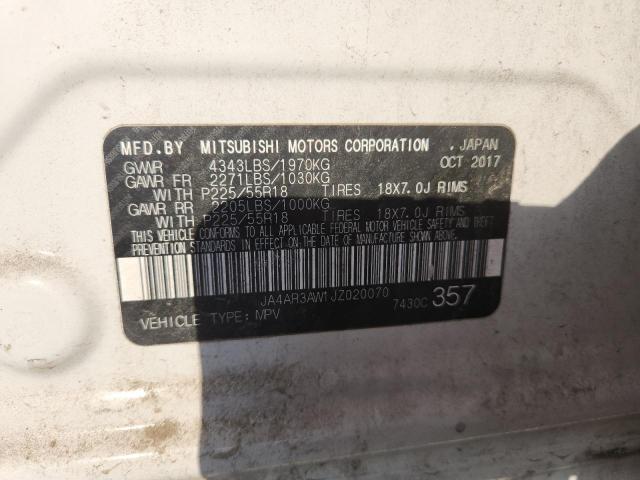 MFD.BY MITSUBISHI MOTORS CORPORATION , JAPAN
GVWR 4343LBS/1970KG OCT 2017
GAWR FR 2271LBS/1030KG
WITH P225/55R18 TIRES 18X7.0J RIMS
GAWR RR 2205LBS/1000KG
WITH P225/55R18 TIRES 18X7.0J RIMS
THIS VEHICLE CONFORMS TO ALL APPLICABLE FEDERAL MOTOR VEHICLE SAFETY AND THEFT
PREVENTION STANDARDS IN EFFECT ON THE DATE OF MANUFACTURE SHOWN ABOVE.
JA4AR3AW1JZ020070
7430C 357
VEHICLE TYPE: MPV